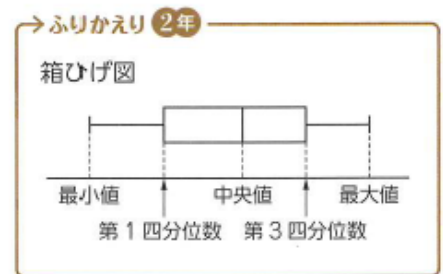 →ふりかえり 2年
箱ひげ図
最小値 中央値 最大値
第1四分位数 第3四分位数